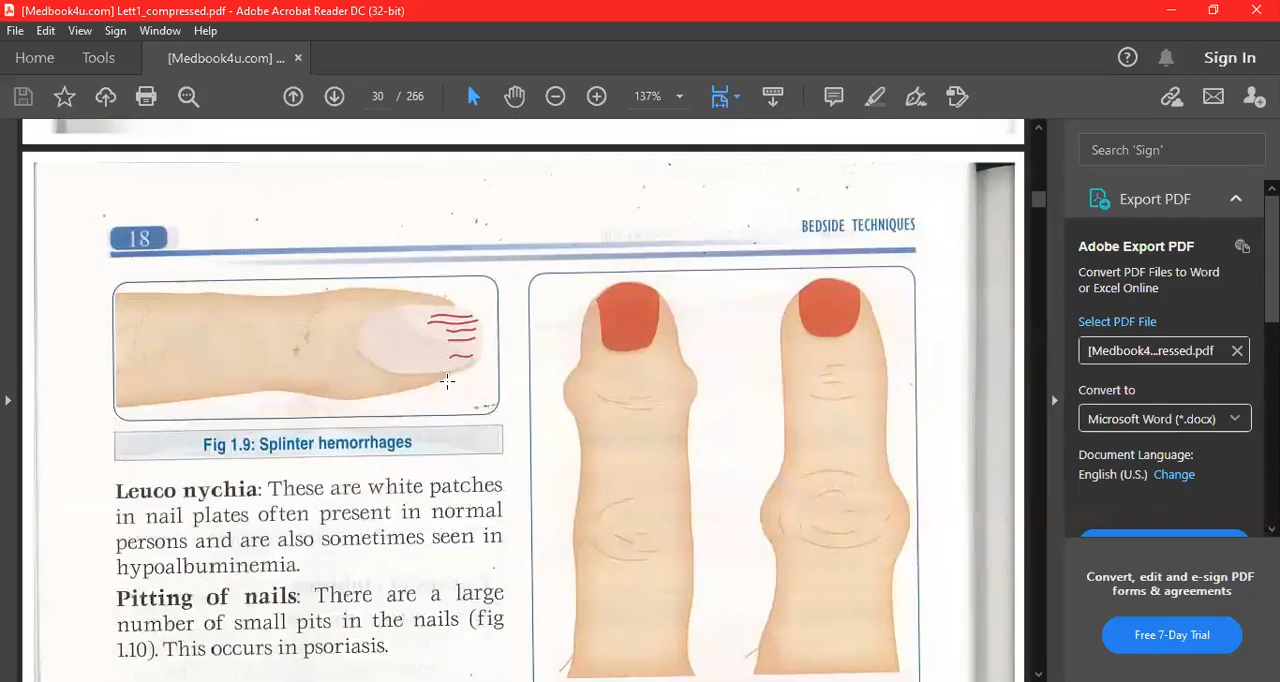 [Medbook4u.com] Lett1_compressed.pdf - Adobe Acrobat Reader DC (32-bit)
File Edit View Sign Window Help
Home Tools [Medbook4u.com] ... × Sign In
30 / 266 137%
Search 'Sign'
Export PDF
Adobe Export PDF
Convert PDF Files to Word
or Excel Online
Select PDF File
[Medbook4...ressed.pdf
Convert to
Microsoft Word (*.docx)
Document Language:
English (U.S.) Change
Convert, edit and e-sign PDF
forms & agreements
Free 7-Day Trial
18 BEDSIDE TECHNIQUES
Fig 1.9: Splinter hemorrhages
Leuco nychia: These are white patches
in nail plates often present in normal
persons and are also sometimes seen in
hypoalbuminemia.
Pitting of nails: There are a large
number of small pits in the nails (fig
1.10). This occurs in psoriasis.